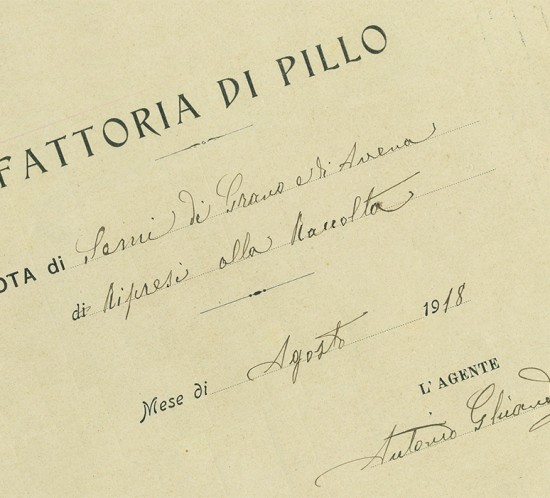 FATTORIA DI PILLO
OTA di Semi di Grano e di Avena
di Ripresi alla Raccolta
Mese di Agosto 1918
L'AGENTE
Antonio